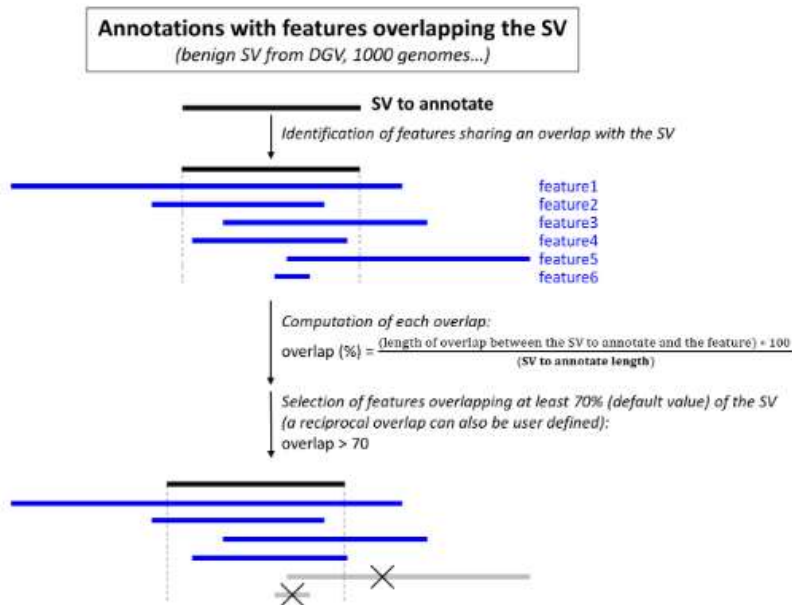 Annotations with features overlapping the SV
(benign SV from DGV, 1000 genomes...)
SV to annotate
Identification of features sharing an overlap with the SV
feature1
feature2
feature3
feature4
feature5
feature6
Computation of each overlap:
overlap (%) = (length of overlap between the SV to annotate and the feature) * 100
(SV to annotate length)
Selection of features overlapping at least 70% (default value) of the SV
(a reciprocal overlap can also be user defined):
overlap > 70